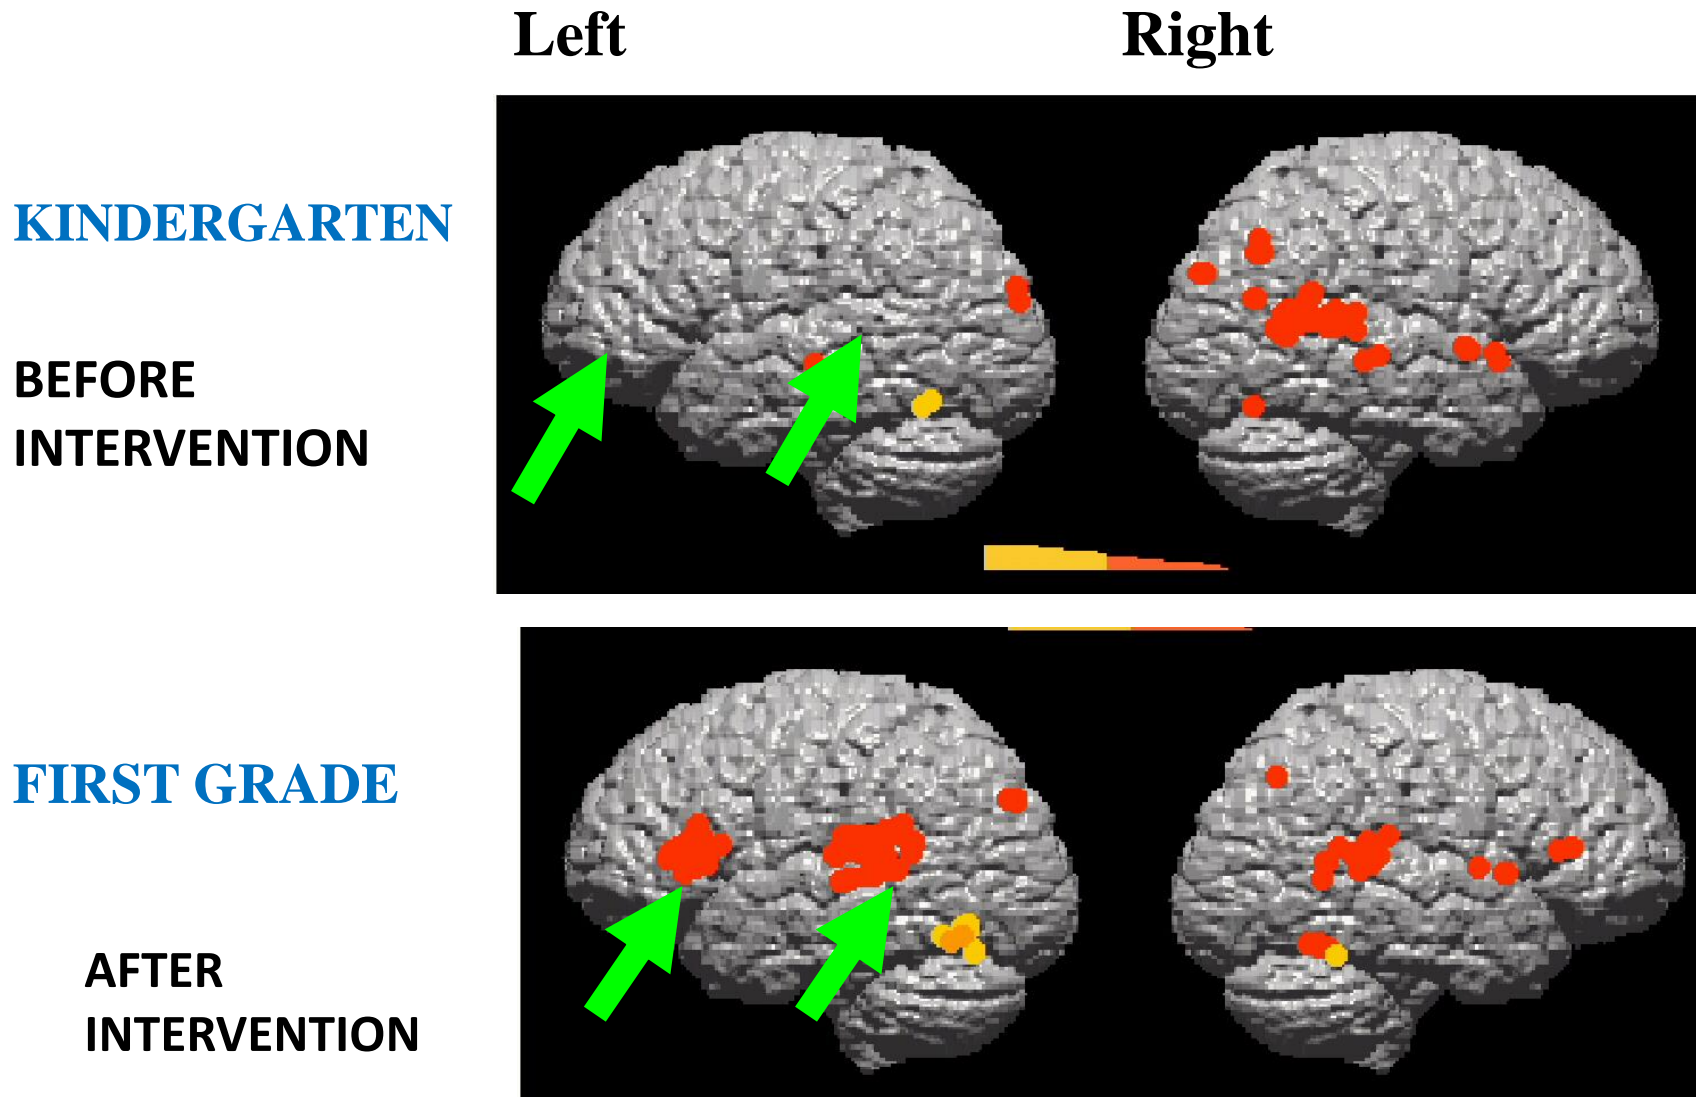 Left
Right
KINDERGARTEN
BEFORE
INTERVENTION
FIRST GRADE
AFTER
INTERVENTION